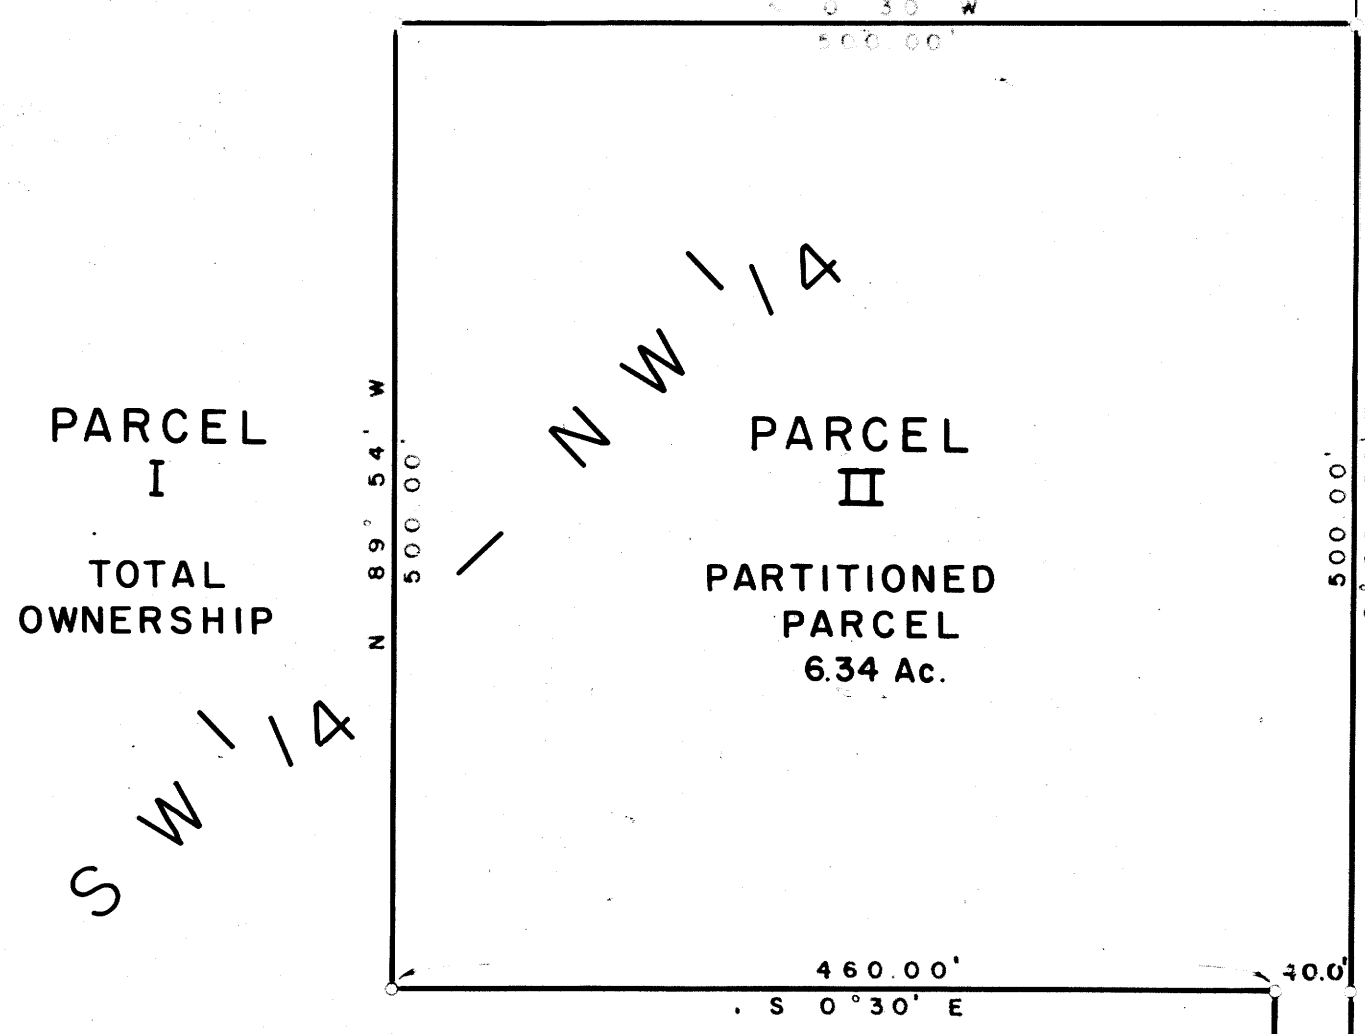 0 30 W
500.00'
PARCEL
I
TOTAL
OWNERSHIP
N 89° 54' W
500.00'
SW 1/4 — NW 1/4
PARCEL
II
PARTITIONED
PARCEL
6.34 Ac.
500.00'
460.00'
S 0°30' E